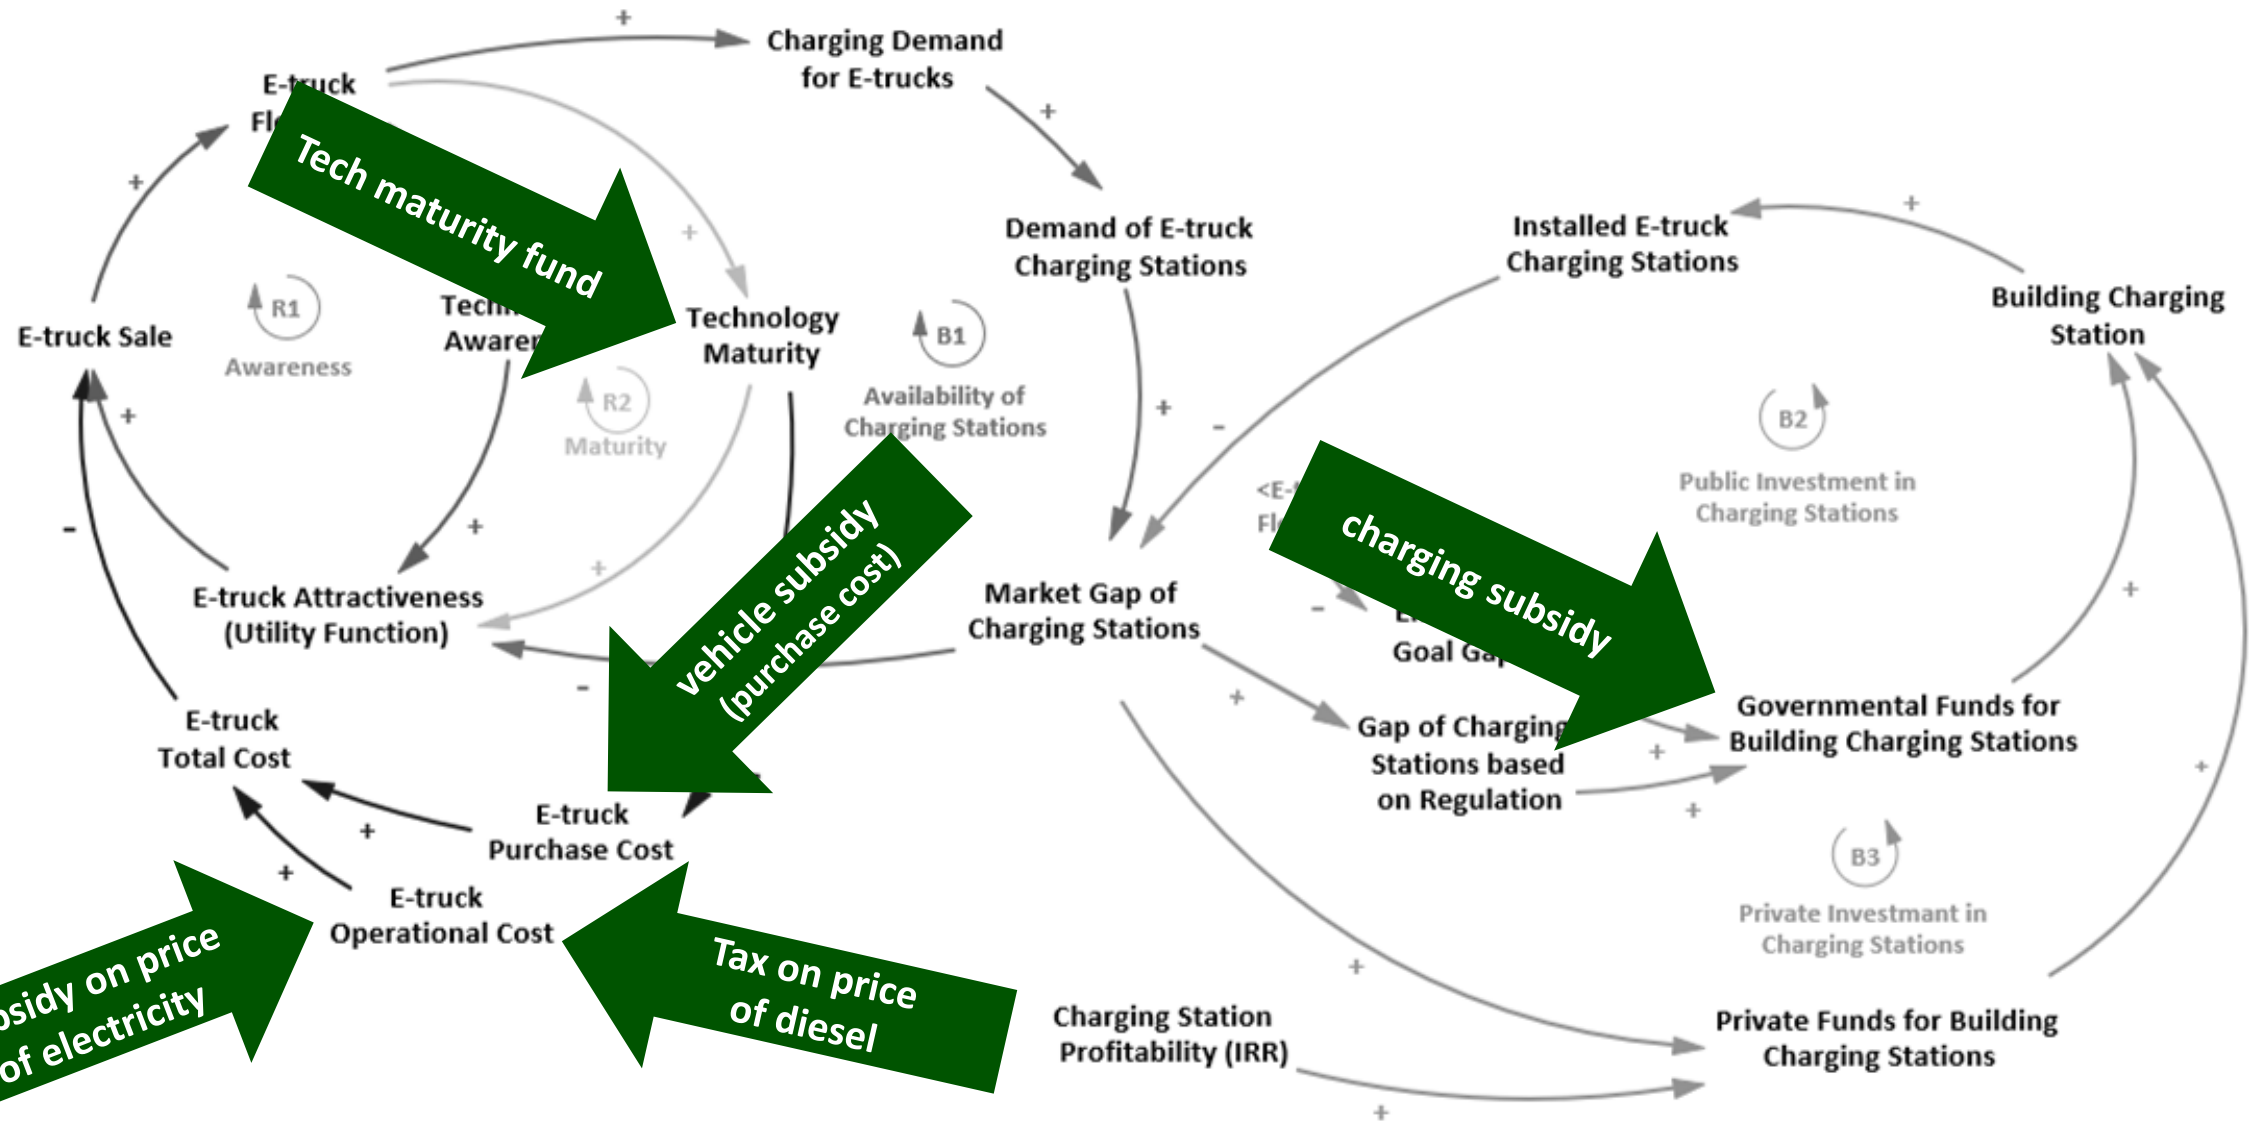 +
Charging Demand
for E-trucks
E-truck
+
+
Tech maturity fund
+
Demand of E-truck
Charging Stations
Installed E-truck
Charging Stations
+
Building Charging
Station
E-truck Sale
R1
Awareness
Technology
Maturity
B1
Availability of
Charging Stations
R2
Maturity
+
+
+
-
B2
Public Investment in
Charging Stations
-
+
E-truck Attractiveness
(Utility Function)
vehicle subsidy
(purchase cost)
-
Market Gap of
Charging Stations
charging subsidy
-
Goal
+
+
Gap of Charging
Stations based
on Regulation
+
+
Governmental Funds for
Building Charging Stations
+
E-truck
Total Cost
+
E-truck
Purchase Cost
+
E-truck
Operational Cost
on price
of electricity
Tax on price
of diesel
B3
Private Investmant in
Charging Stations
+
Charging Station
Profitability (IRR)
+
Private Funds for Building
Charging Stations